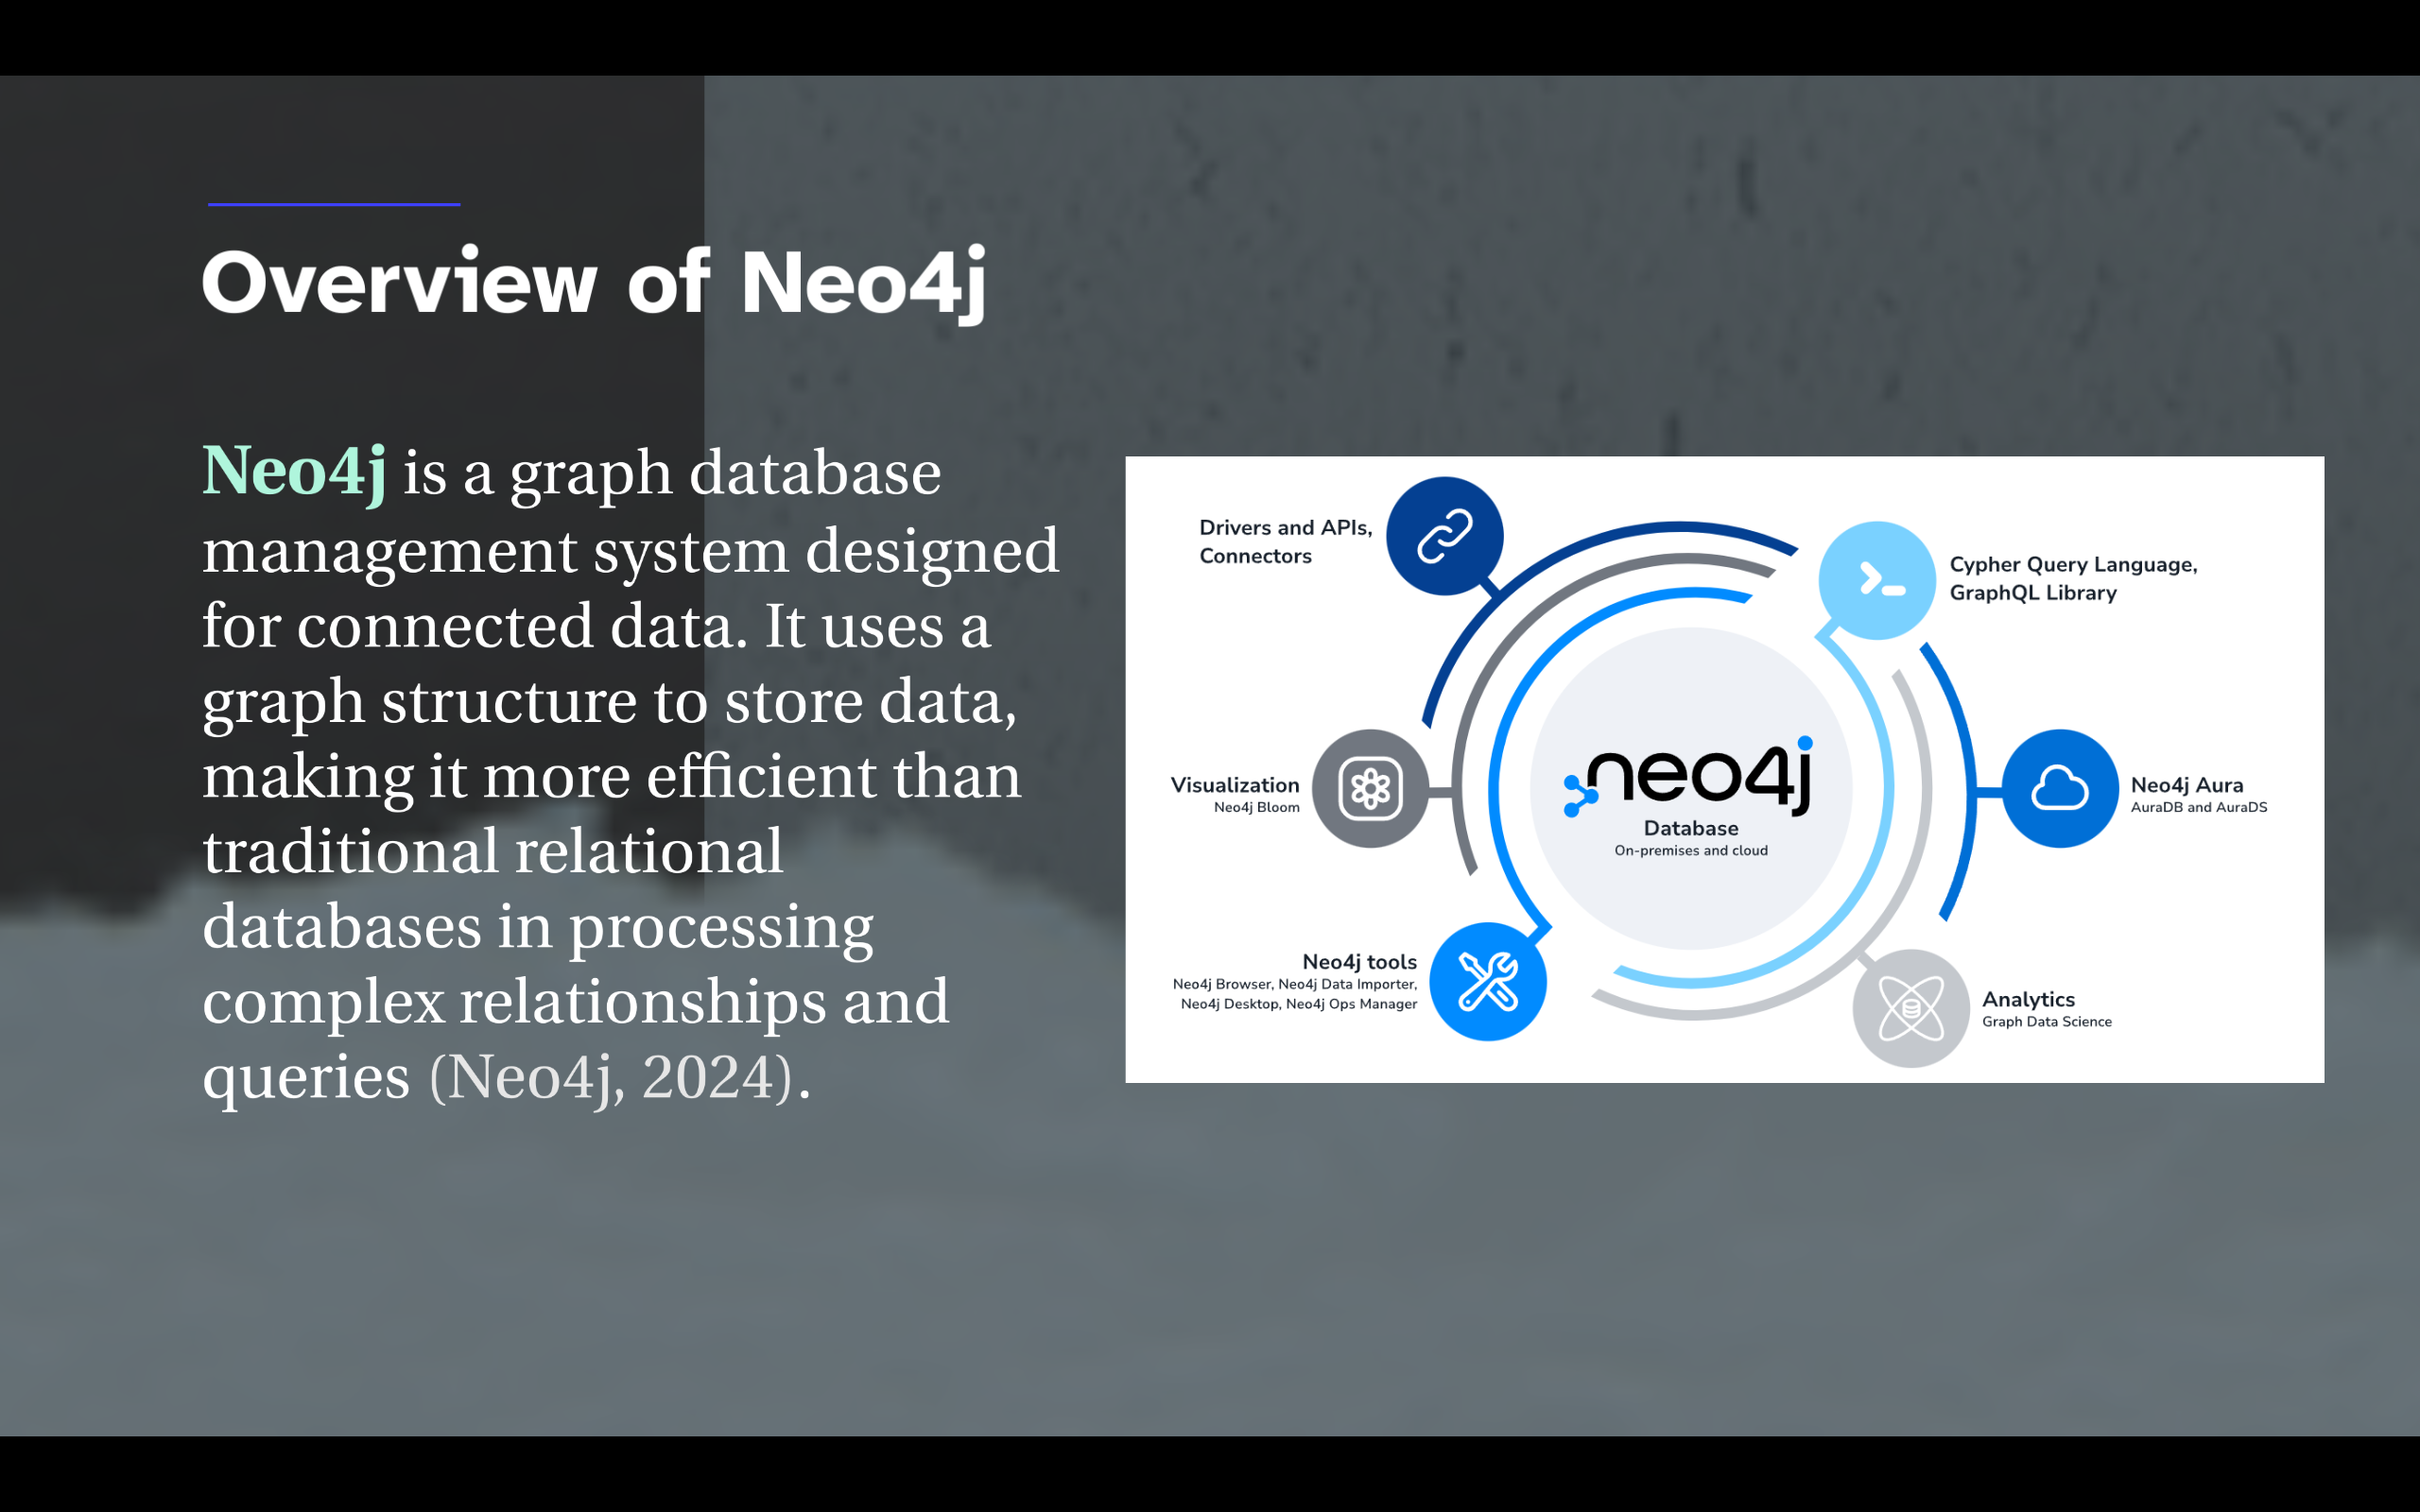 Overview of Neo4j
Neo4j is a graph database
management system designed
for connected data. It uses a
graph structure to store data,
making it more efficient than
traditional relational
databases in processing
complex relationships and
queries (Neo4j, 2024).
Drivers and APIs,
Connectors
Cypher Query Language,
GraphQL Library
Visualization
Neo4j Bloom
neo4j
Database
On-premises and cloud
Neo4j Aura
AuraDB and AuraDS
Neo4j tools
Neo4j Browser, Neo4j Data Importer,
Neo4j Desktop, Neo4j Ops Manager
Analytics
Graph Data Science